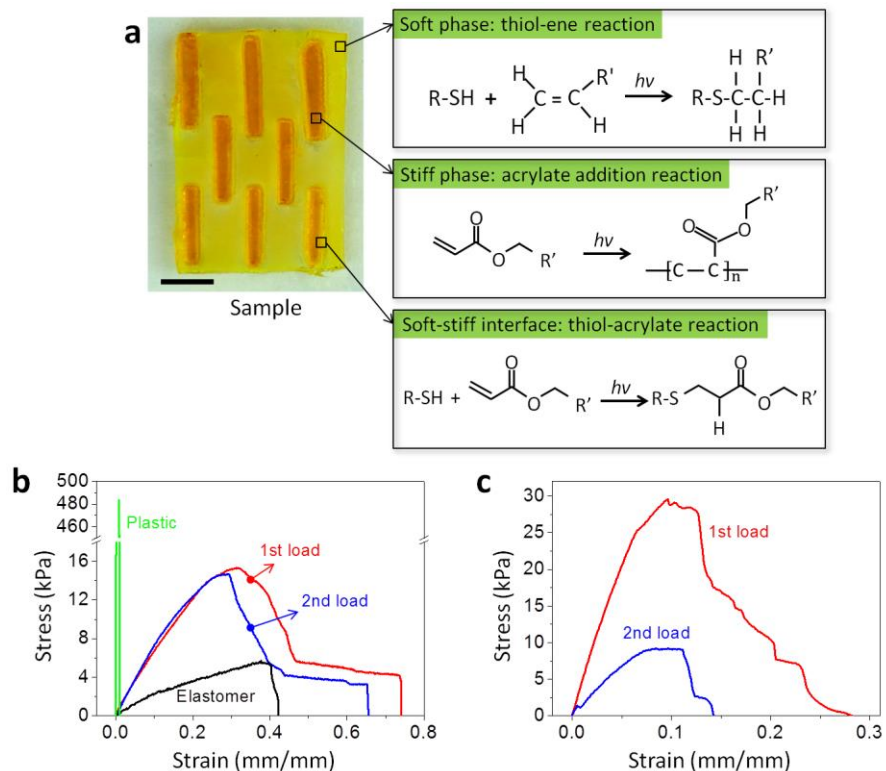 a
Sample
Soft phase: thiol-ene reaction
R-SH + H H C = C R' H hν R-S-C-C-H H R’ H H
Stiff phase: acrylate addition reaction
O O R’ hν O O R’ [C – C]n
Soft-stiff interface: thiol-acrylate reaction
R-SH + O O R’ hν R-S O O R’ H
b
Stress (kPa)
500
480
460
16
12
8
4
0
Plastic
1st load
2nd load
Elastomer
0.0 0.2 0.4 0.6 0.8
Strain (mm/mm)
c
Stress (kPa)
30
25
20
15
10
5
0
1st load
2nd load
0.0 0.1 0.2 0.3
Strain (mm/mm)